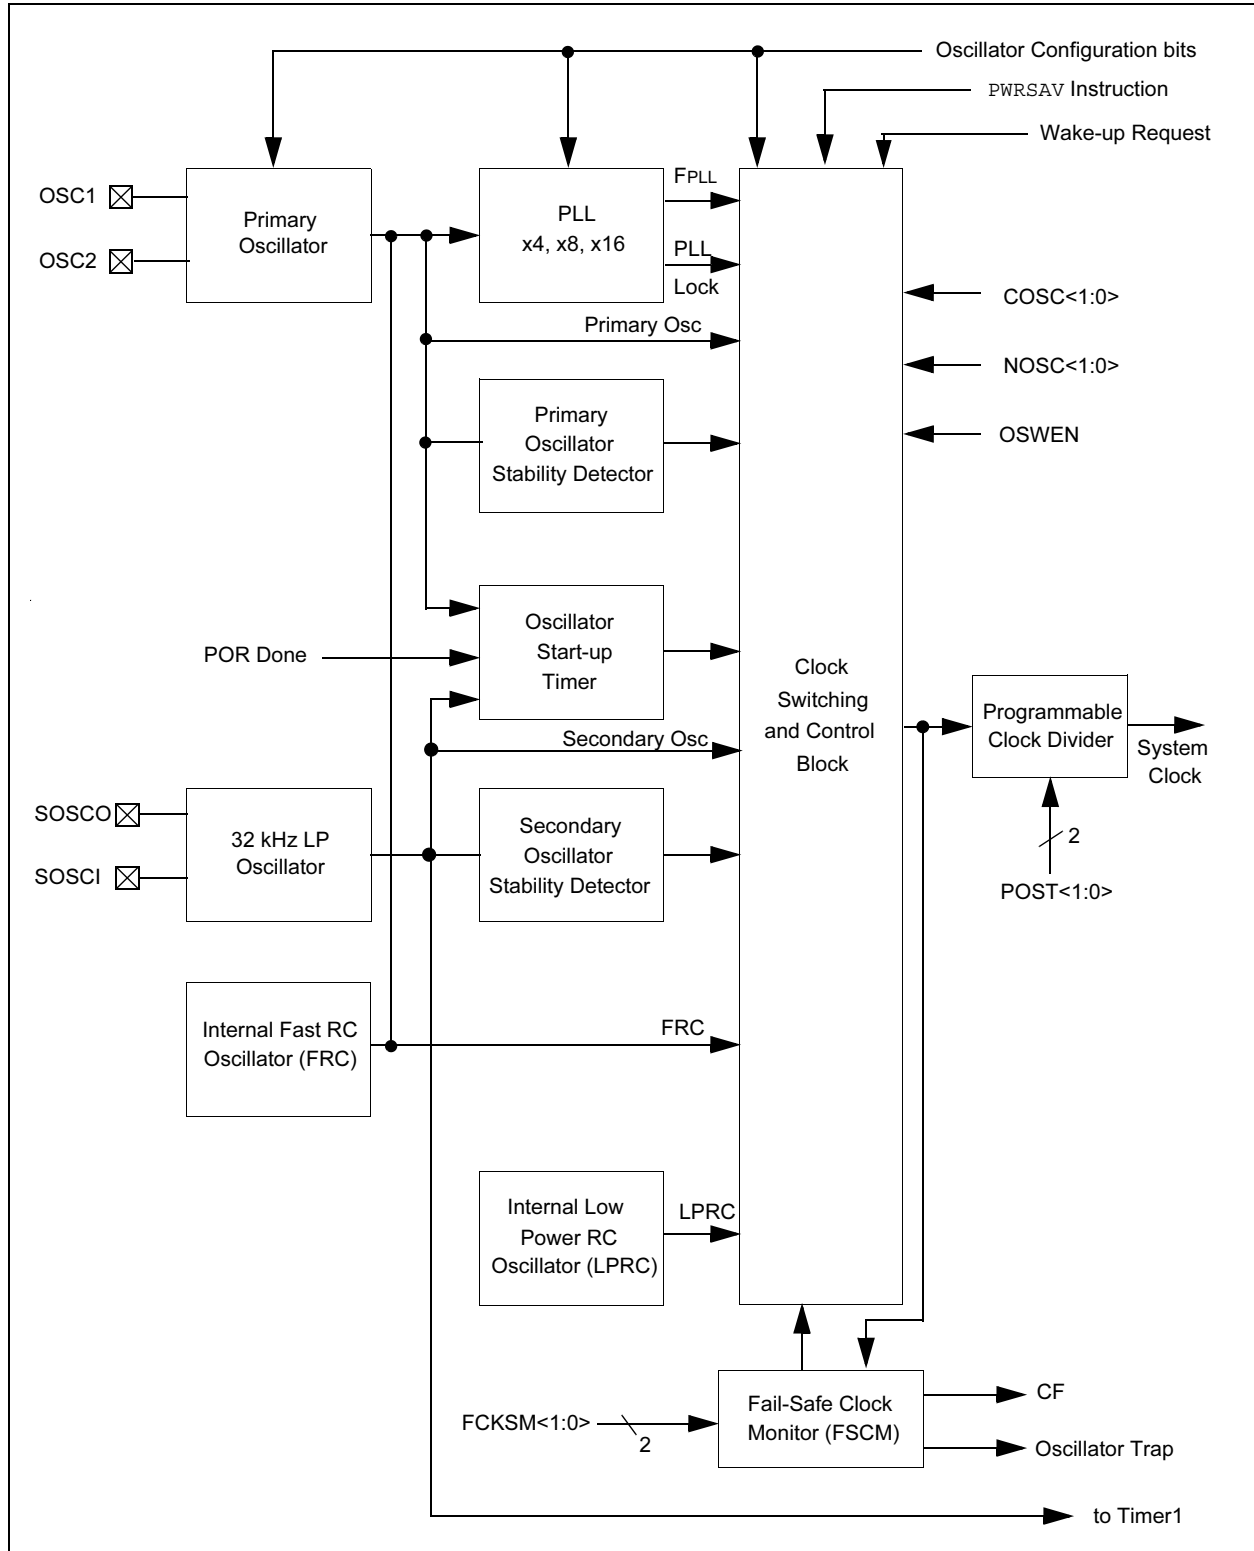 Oscillator Configuration bits
PWRSAV Instruction
Wake-up Request
OSC1
OSC2
Primary
Oscillator
PLL
x4, x8, x16
FPLL
PLL
Lock
COSC<1:0>
NOSC<1:0>
OSWEN
Primary Osc
Primary
Oscillator
Stability Detector
POR Done
Oscillator
Start-up
Timer
Clock
Switching
and Control
Block
Programmable
Clock Divider
System
Clock
2
POST<1:0>
Secondary Osc
SOSCO
SOSCI
32 kHz LP
Oscillator
Secondary
Oscillator
Stability Detector
Internal Fast RC
Oscillator (FRC)
FRC
Internal Low
Power RC
Oscillator (LPRC)
LPRC
FCKSM<1:0>
2
Fail-Safe Clock
Monitor (FSCM)
CF
Oscillator Trap
to Timer1